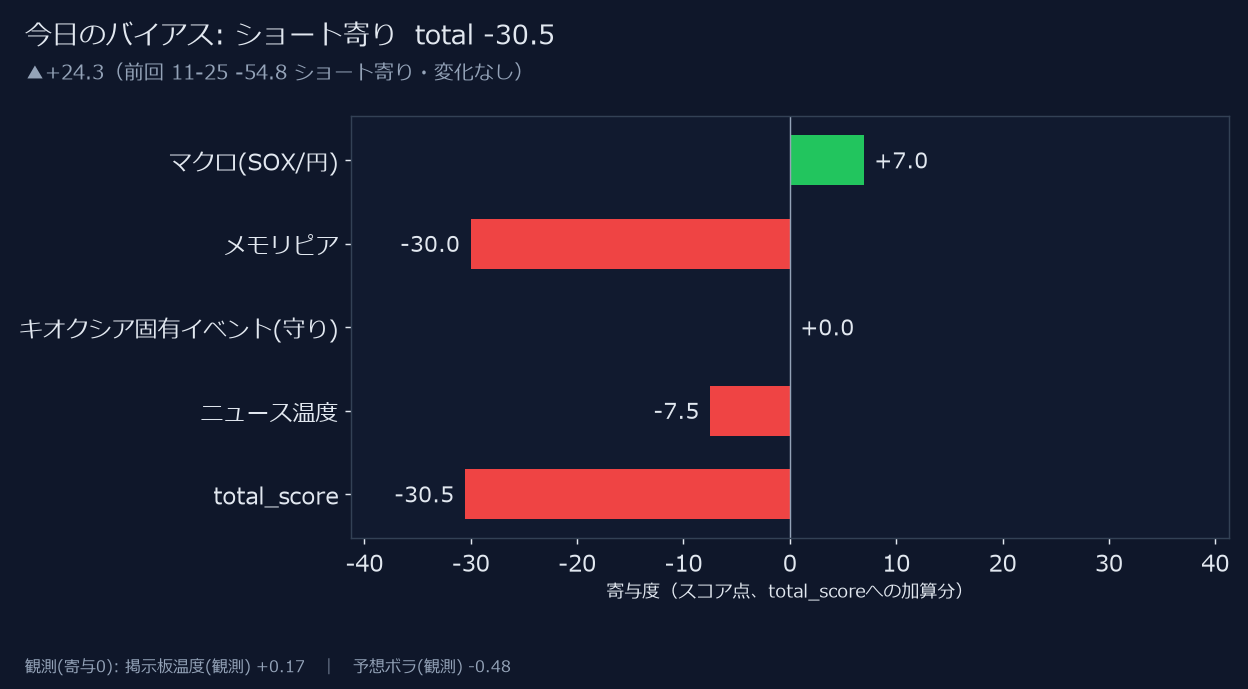 今日のバイアス: ショート寄り  total -30.5
▲+24.3（前回 11-25 -54.8 ショート寄り・変化なし）
マクロ(SOX/円)
+7.0
メモリピア
-30.0
キオクシア固有イベント(守り)
+0.0
ニュース温度
-7.5
total_score
-30.5
-40 -30 -20 -10 0 10 20 30 40
寄与度（スコア点、total_scoreへの加算分）
観測(寄与0): 掲示板温度(観測) +0.17 ｜ 予想ボラ(観測) -0.48